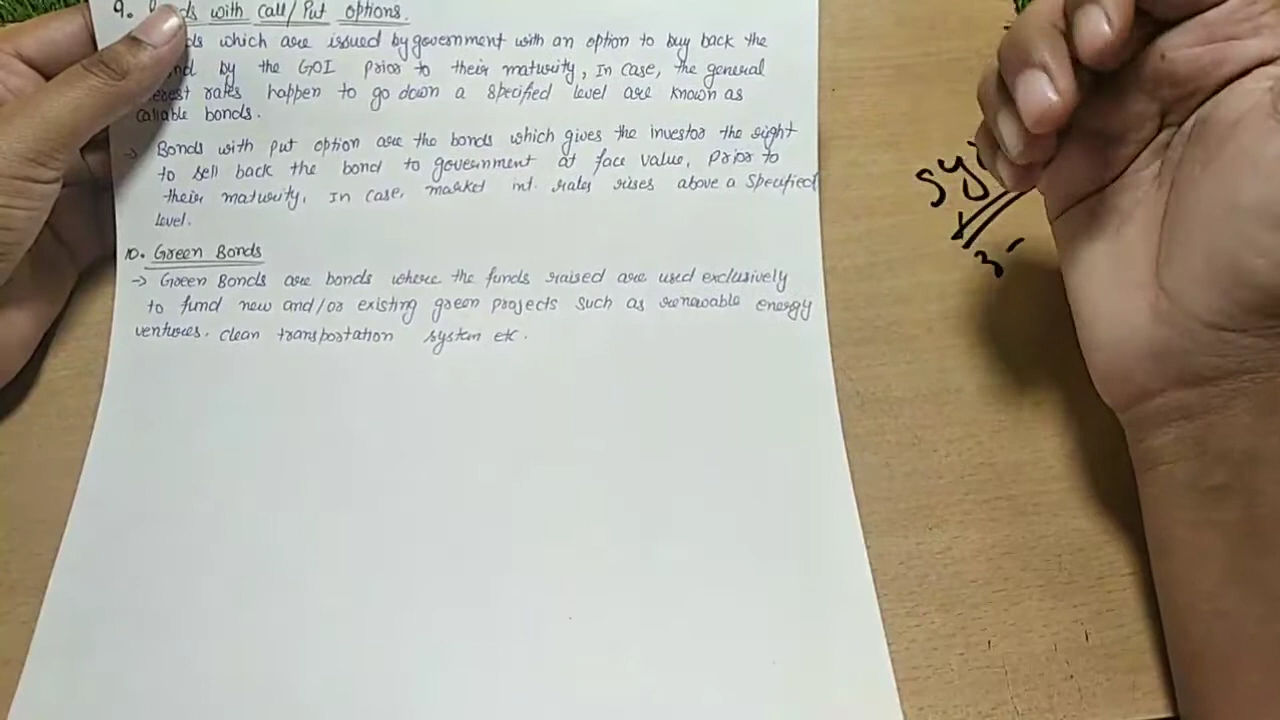 9. ds with Call/Put options.
ds which are issued by government with an option to buy back the
nd by the GOI prior to their maturity, In case, the general
erest rates happen to go down a specified level are known as
callable bonds.
→ Bonds with put option are the bonds which gives the investor the right
to sell back the bond to government at face value, prior to
their maturity, In case, market int. rates rises above a specified
level.
10. Green Bonds
→ Green Bonds are bonds where the funds raised are used exclusively
to fund new and/or existing green projects such as renewable energy
ventures, clean transportation system etc.